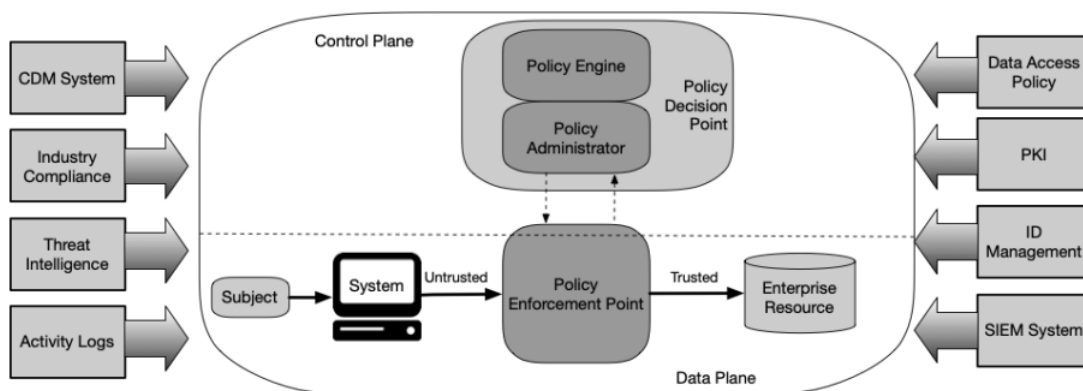 Control Plane
CDM System
Industry
Compliance
Threat
Intelligence
Activity Logs
Policy Engine
Policy
Administrator
Policy
Decision
Point
Subject
System
Untrusted
Policy
Enforcement Point
Trusted
Enterprise
Resource
Data Plane
Data Access
Policy
PKI
ID
Management
SIEM System